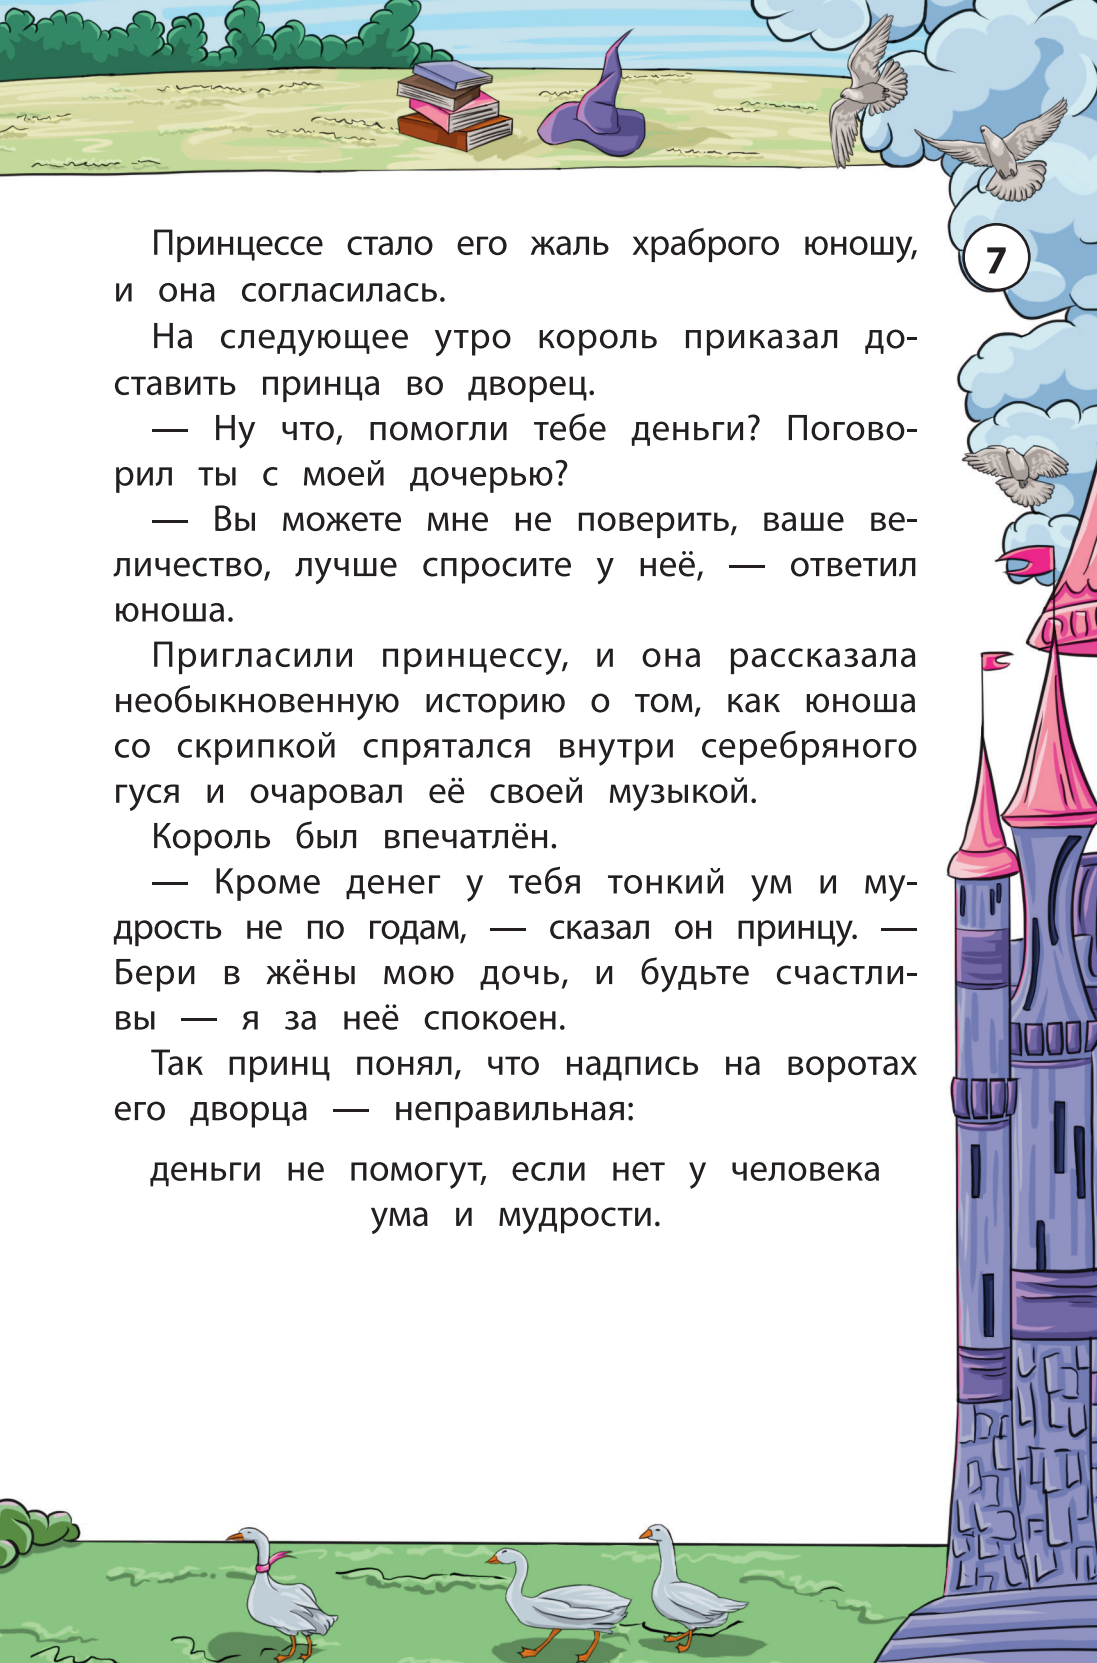 Принцессе стало его жаль храброго юношу,
и она согласилась.
На следующее утро король приказал до-
ставить принца во дворец.
— Ну что, помогли тебе деньги? Погово-
рил ты с моей дочерью?
— Вы можете мне не поверить, ваше ве-
личество, лучше спросите у неё, — ответил
юноша.
Пригласили принцессу, и она рассказала
необыкновенную историю о том, как юноша
со скрипкой спрятался внутри серебряного
гуся и очаровал её своей музыкой.
Король был впечатлён.
— Кроме денег у тебя тонкий ум и му-
дрость не по годам, — сказал он принцу. —
Бери в жёны мою дочь, и будьте счастли-
вы — я за неё спокоен.
Так принц понял, что надпись на воротах
его дворца — неправильная:
деньги не помогут, если нет у человека
ума и мудрости.
7